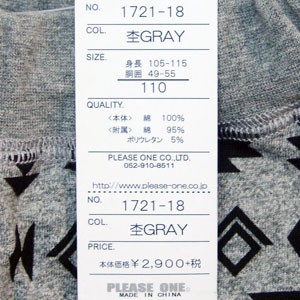 NO. 1721-18
COL. 杢GRAY
SIZE.
身長 105-115
胴囲 49-55
110
QUALITY.
〈本体〉 綿 100%
〈附属〉 綿 95%
ポリウレタン 5%
PLEASE ONE CO.,LTD.
052-910-8511
http://www.please-one.co.jp
NO. 1721-18
COL. 杢GRAY
PRICE.
本体価格 ¥2,900+税
PLEASE ONE.
MADE IN CHINA